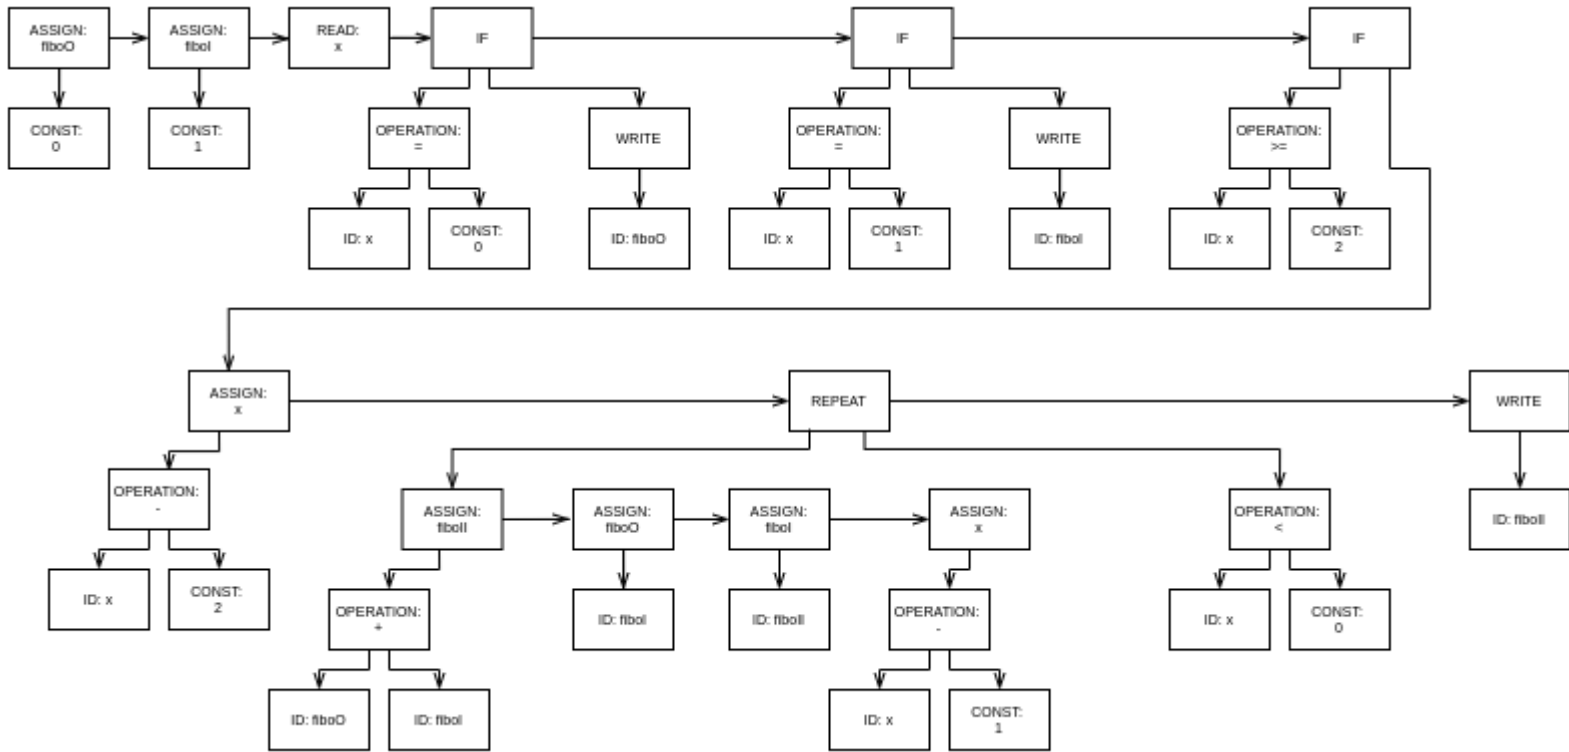 ASSIGN:
fiboO
ASSIGN:
fiboI
READ:
x
IF
IF
IF
CONST:
0
CONST:
1
OPERATION:
=
WRITE
OPERATION:
=
WRITE
OPERATION:
>=
ID: x
CONST:
0
ID: fiboO
ID: x
CONST:
1
ID: fiboI
ID: x
CONST:
2
ASSIGN:
x
REPEAT
WRITE
OPERATION:
-
ASSIGN:
fiboII
ASSIGN:
fiboO
ASSIGN:
fiboI
ASSIGN:
x
OPERATION:
<
ID: fiboII
ID: x
CONST:
2
OPERATION:
+
ID: fiboI
ID: fiboII
OPERATION:
-
ID: x
CONST:
0
ID: fiboO
ID: fiboI
ID: x
CONST:
1